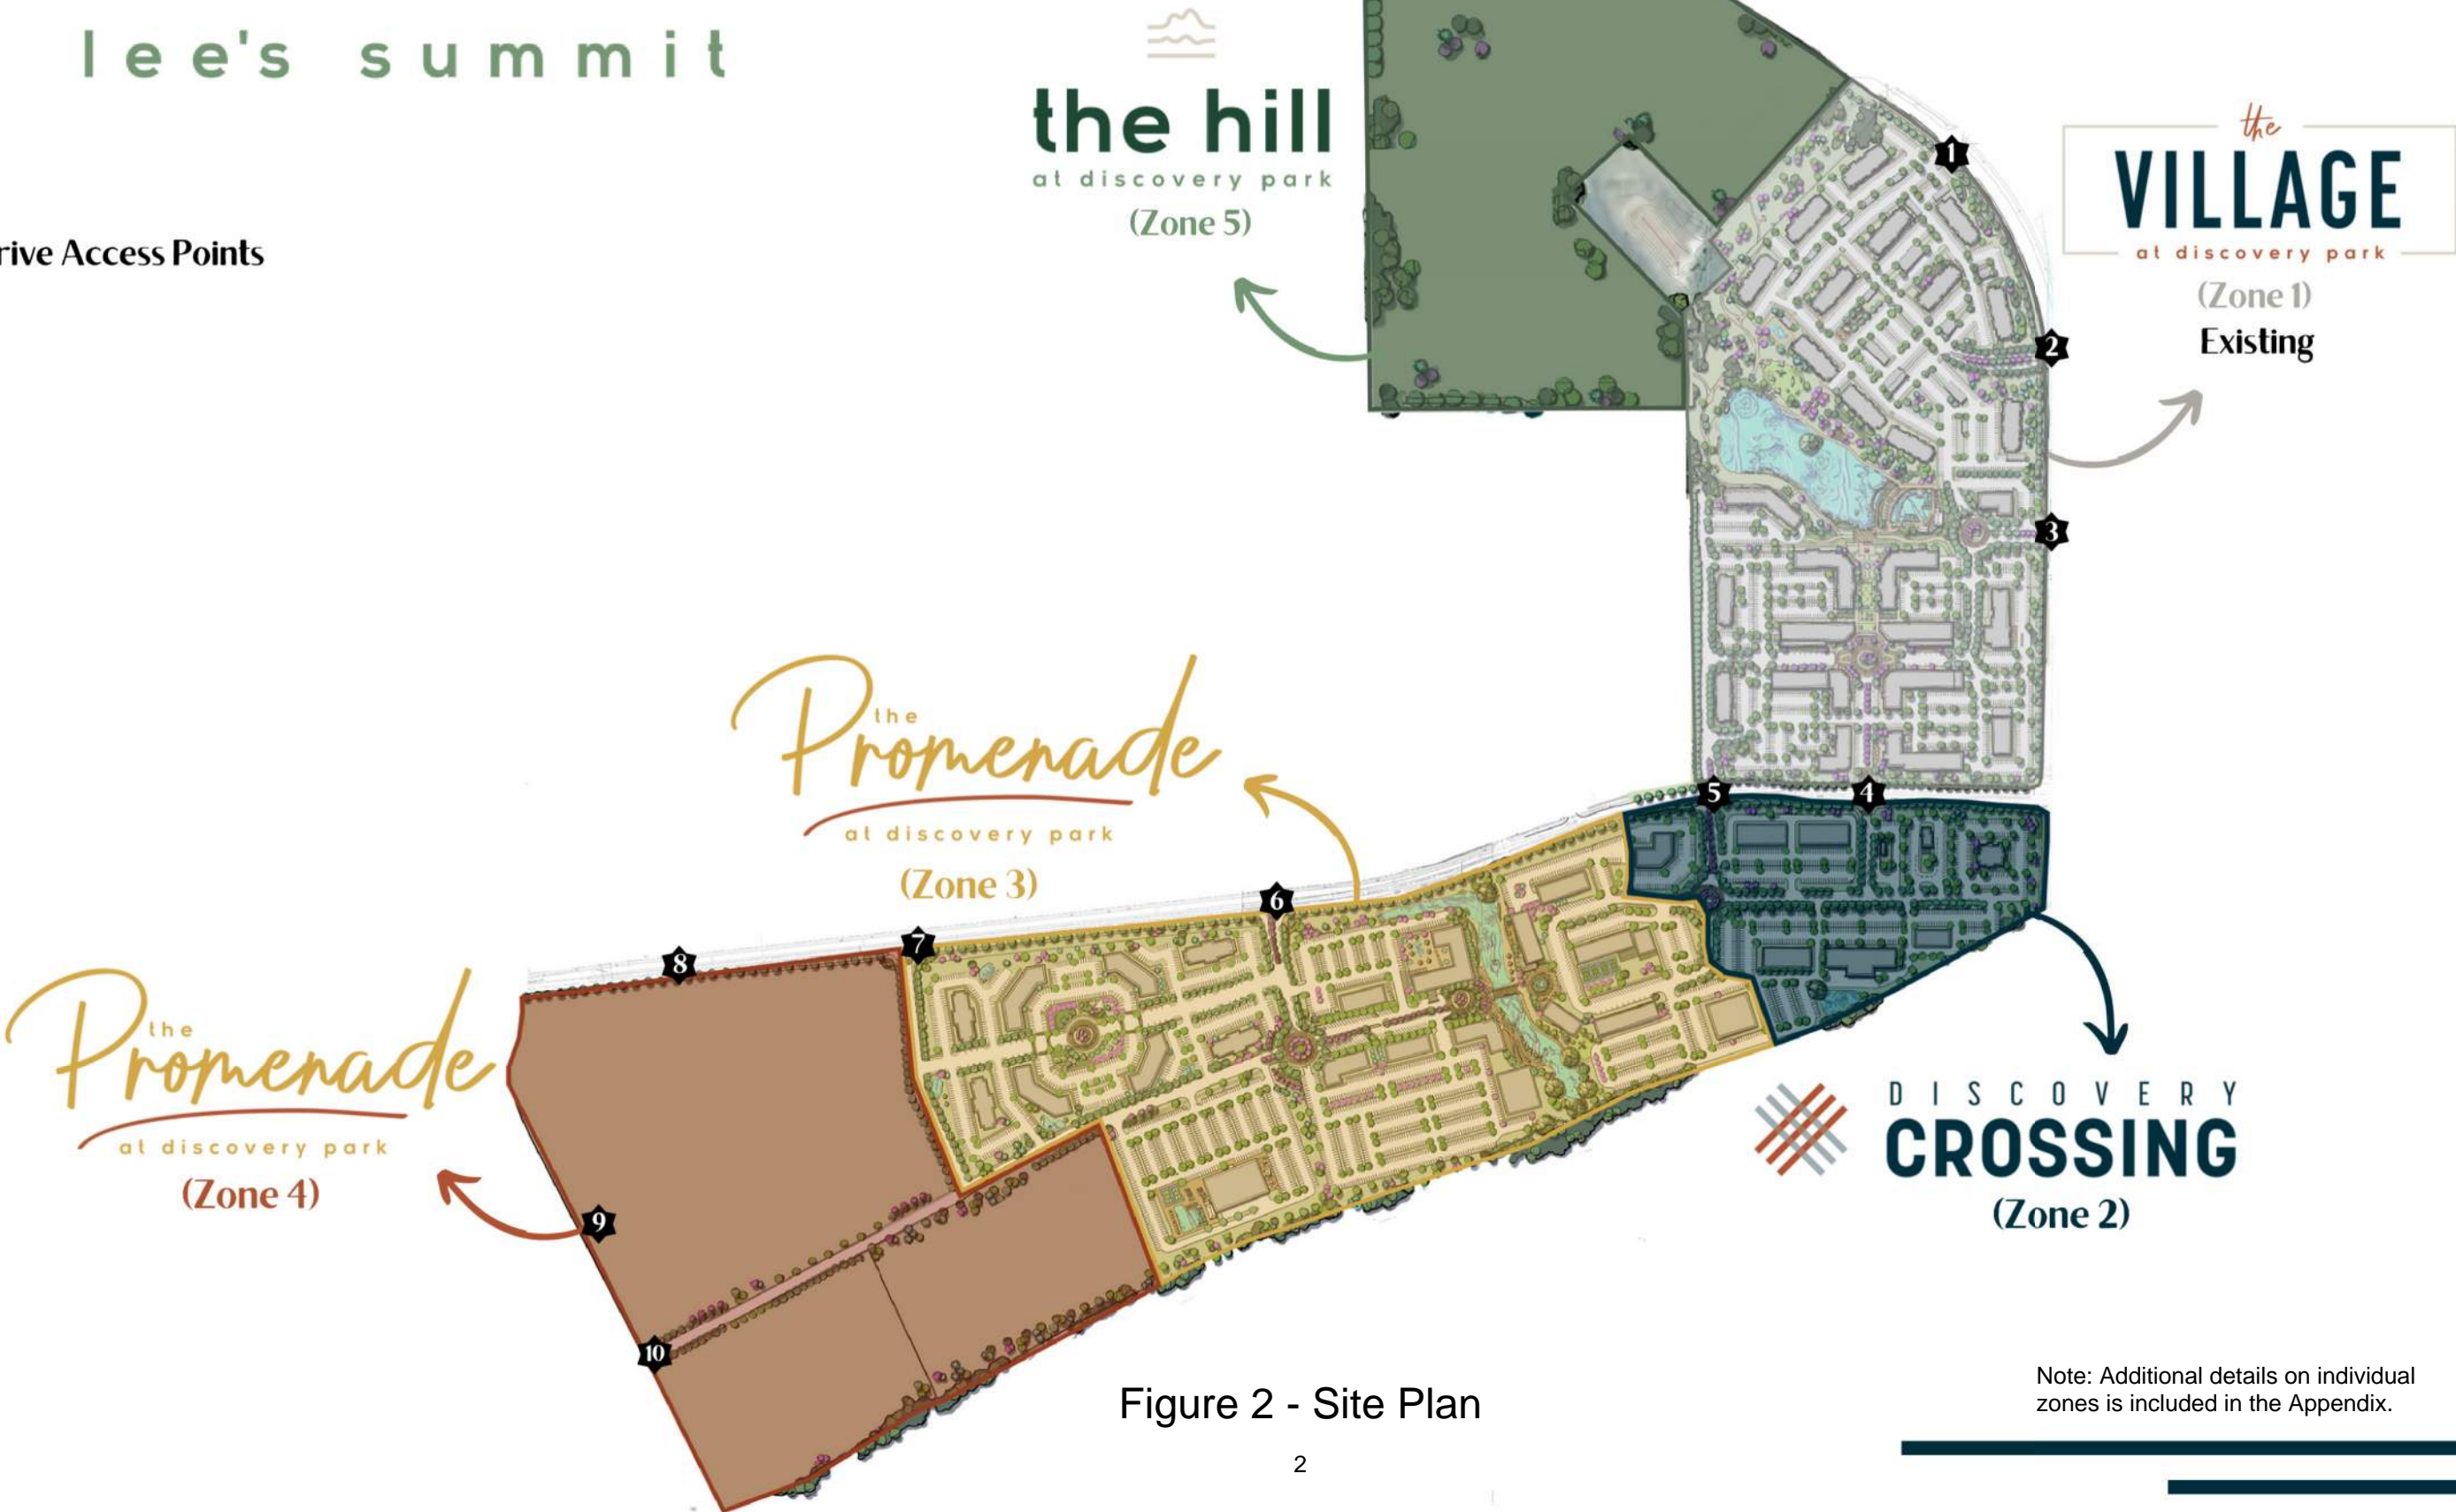 lee's summit
rive Access Points
the hill
at discovery park
(Zone 5)
the
VILLAGE
at discovery park
(Zone 1)
Existing
1
2
3
the
Promenade
at discovery park
(Zone 3)
5
4
6
7
8
the
Promenade
at discovery park
(Zone 4)
9
10
DISCOVERY
CROSSING
(Zone 2)
Note: Additional details on individual
zones is included in the Appendix.
Figure 2 - Site Plan
2